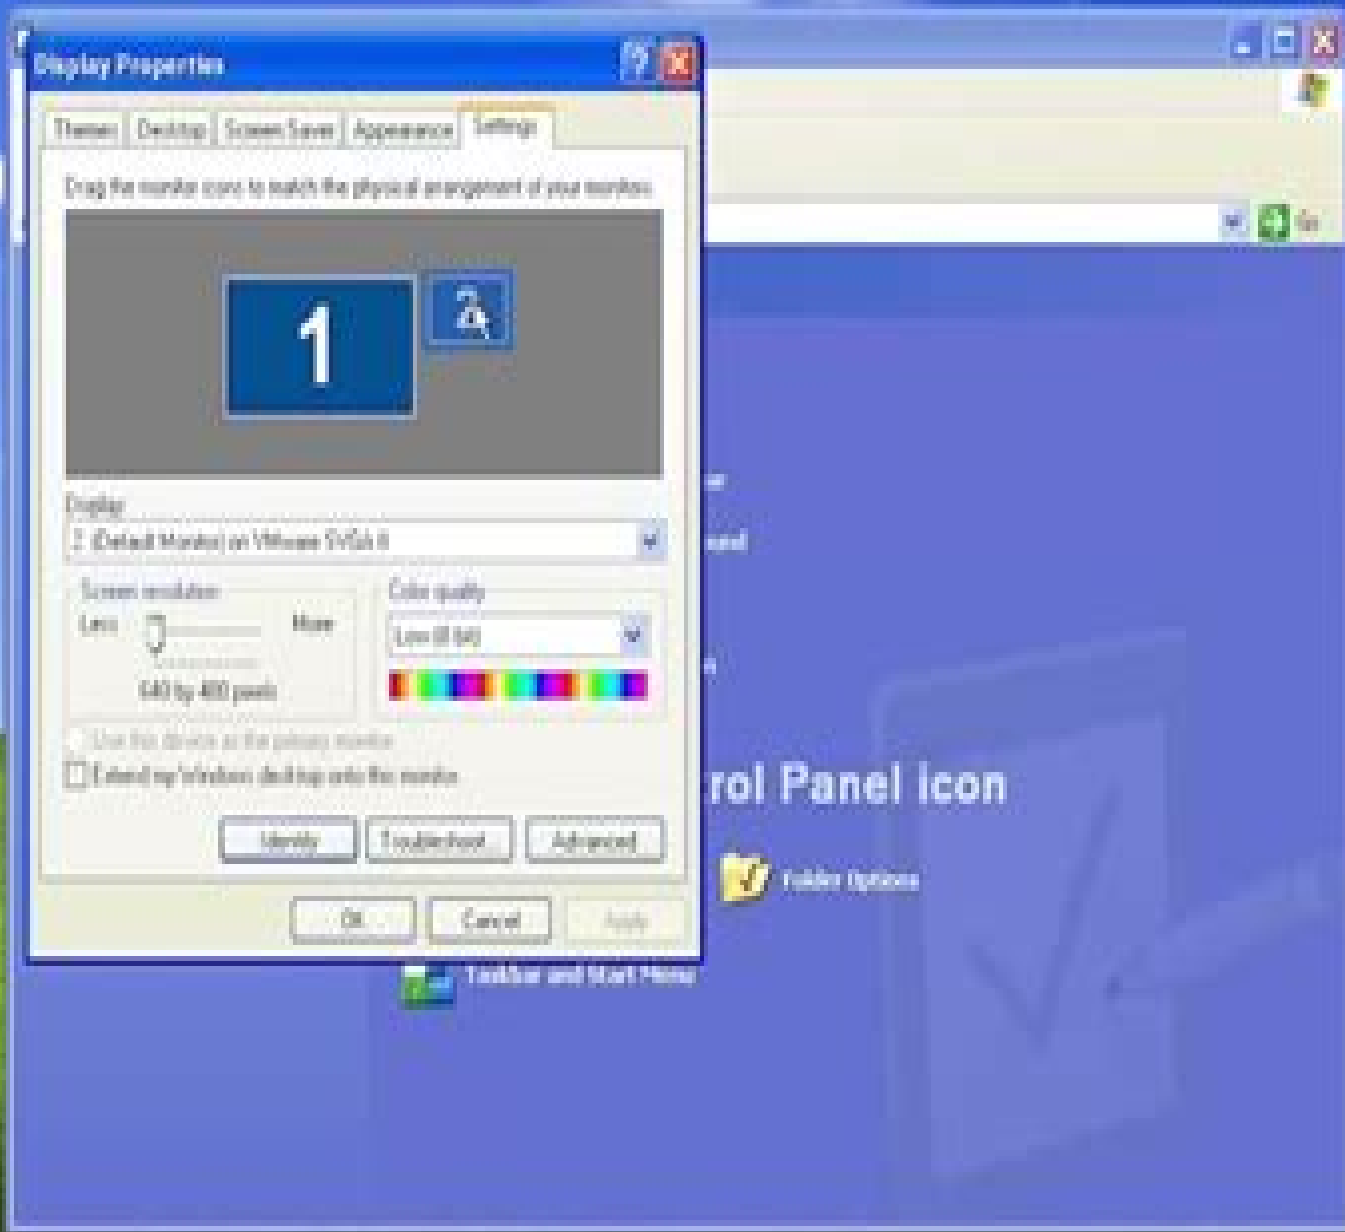 Display Properties
Themes Desktop Screen Saver Appearance Settings
Drag the monitor icons to match the physical arrangement of your monitors.
1 2
Display:
2. (Default Monitor) on VMware SVGA II
Screen resolution
Less More
640 by 480 pixels
Color quality
Low (8 bit)
Use this device as the primary monitor.
Extend my Windows desktop onto this monitor.
Identify Troubleshoot... Advanced
OK Cancel Apply
Go
rol Panel icon
Folder Options
Taskbar and Start Menu